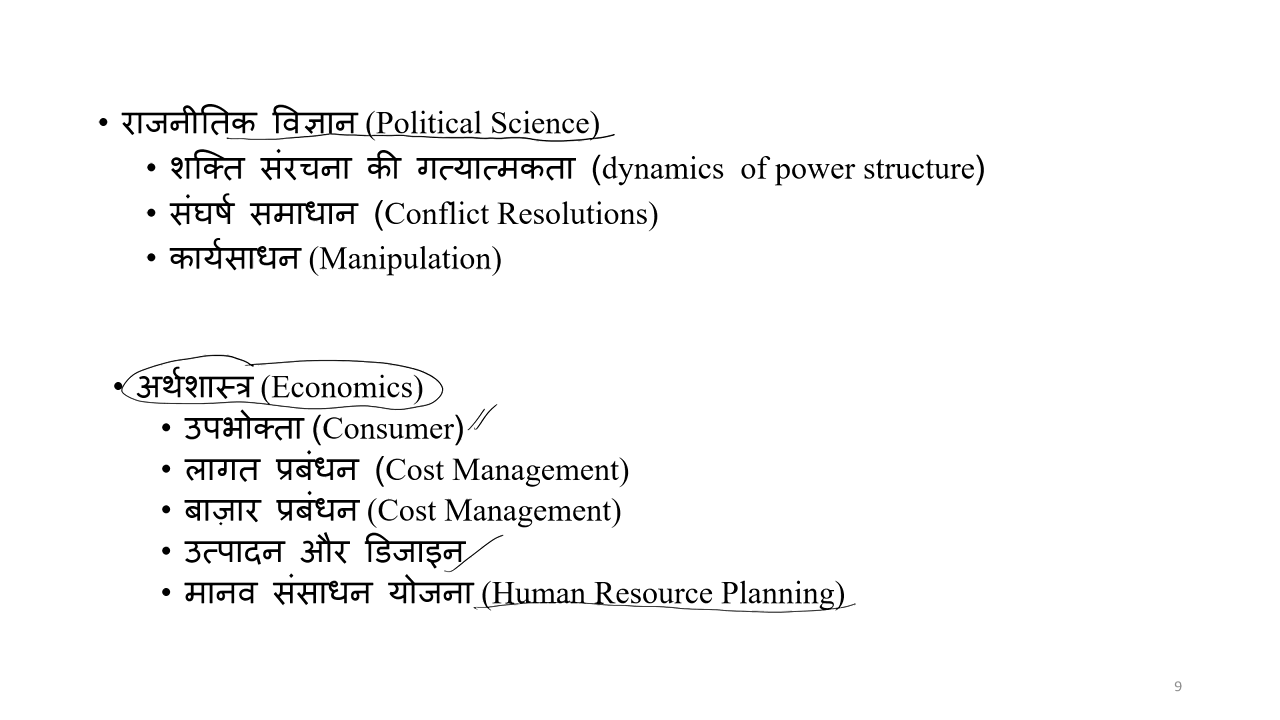 • राजनीतिक विज्ञान (Political Science)
• शक्ति संरचना की गत्यात्मकता (dynamics of power structure)
• संघर्ष समाधान (Conflict Resolutions)
• कार्यसाधन (Manipulation)
• अर्थशास्त्र (Economics)
• उपभोक्ता (Consumer)
• लागत प्रबंधन (Cost Management)
• बाज़ार प्रबंधन (Cost Management)
• उत्पादन और डिजाइन
• मानव संसाधन योजना (Human Resource Planning)
9